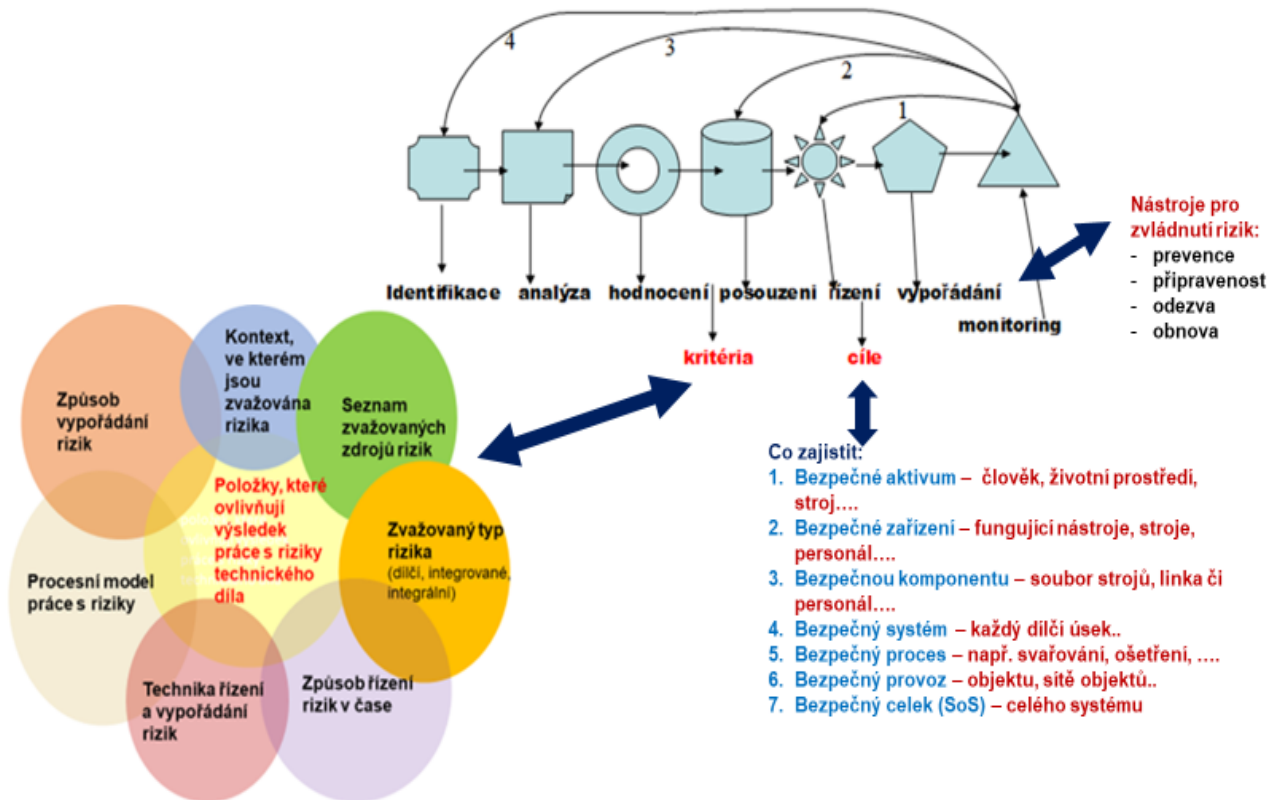 4
3
2
1
Identifikace analýza hodnocení posouzeni řízení vypořádání
monitoring
kritéria
cíle
Nástroje pro
zvládnutí rizik:
- prevence
- připravenost
- odezva
- obnova
Způsob
vypořádání
rizik
Kontext,
ve kterém
jsou
zvažována
rizika
Seznam
zvažovaných
zdrojů rizik
Položky, které
ovlivňují
výsledek
práce s riziky
technického
díla
Zvažovaný typ
rizika
(dílčí, integrované,
integrální)
Procesní model
práce s riziky
Technika řízení
a vypořádání
rizik
Způsob řízení
rizik v čase
Co zajistit:
1. Bezpečné aktivum – člověk, životní prostředí,
stroj....
2. Bezpečné zařízení – fungující nástroje, stroje,
personál....
3. Bezpečnou komponentu – soubor strojů, linka či
personál....
4. Bezpečný systém – každý dílčí úsek..
5. Bezpečný proces – např. svařování, ošetření, ....
6. Bezpečný provoz – objektu, sítě objektů..
7. Bezpečný celek (SoS) – celého systému